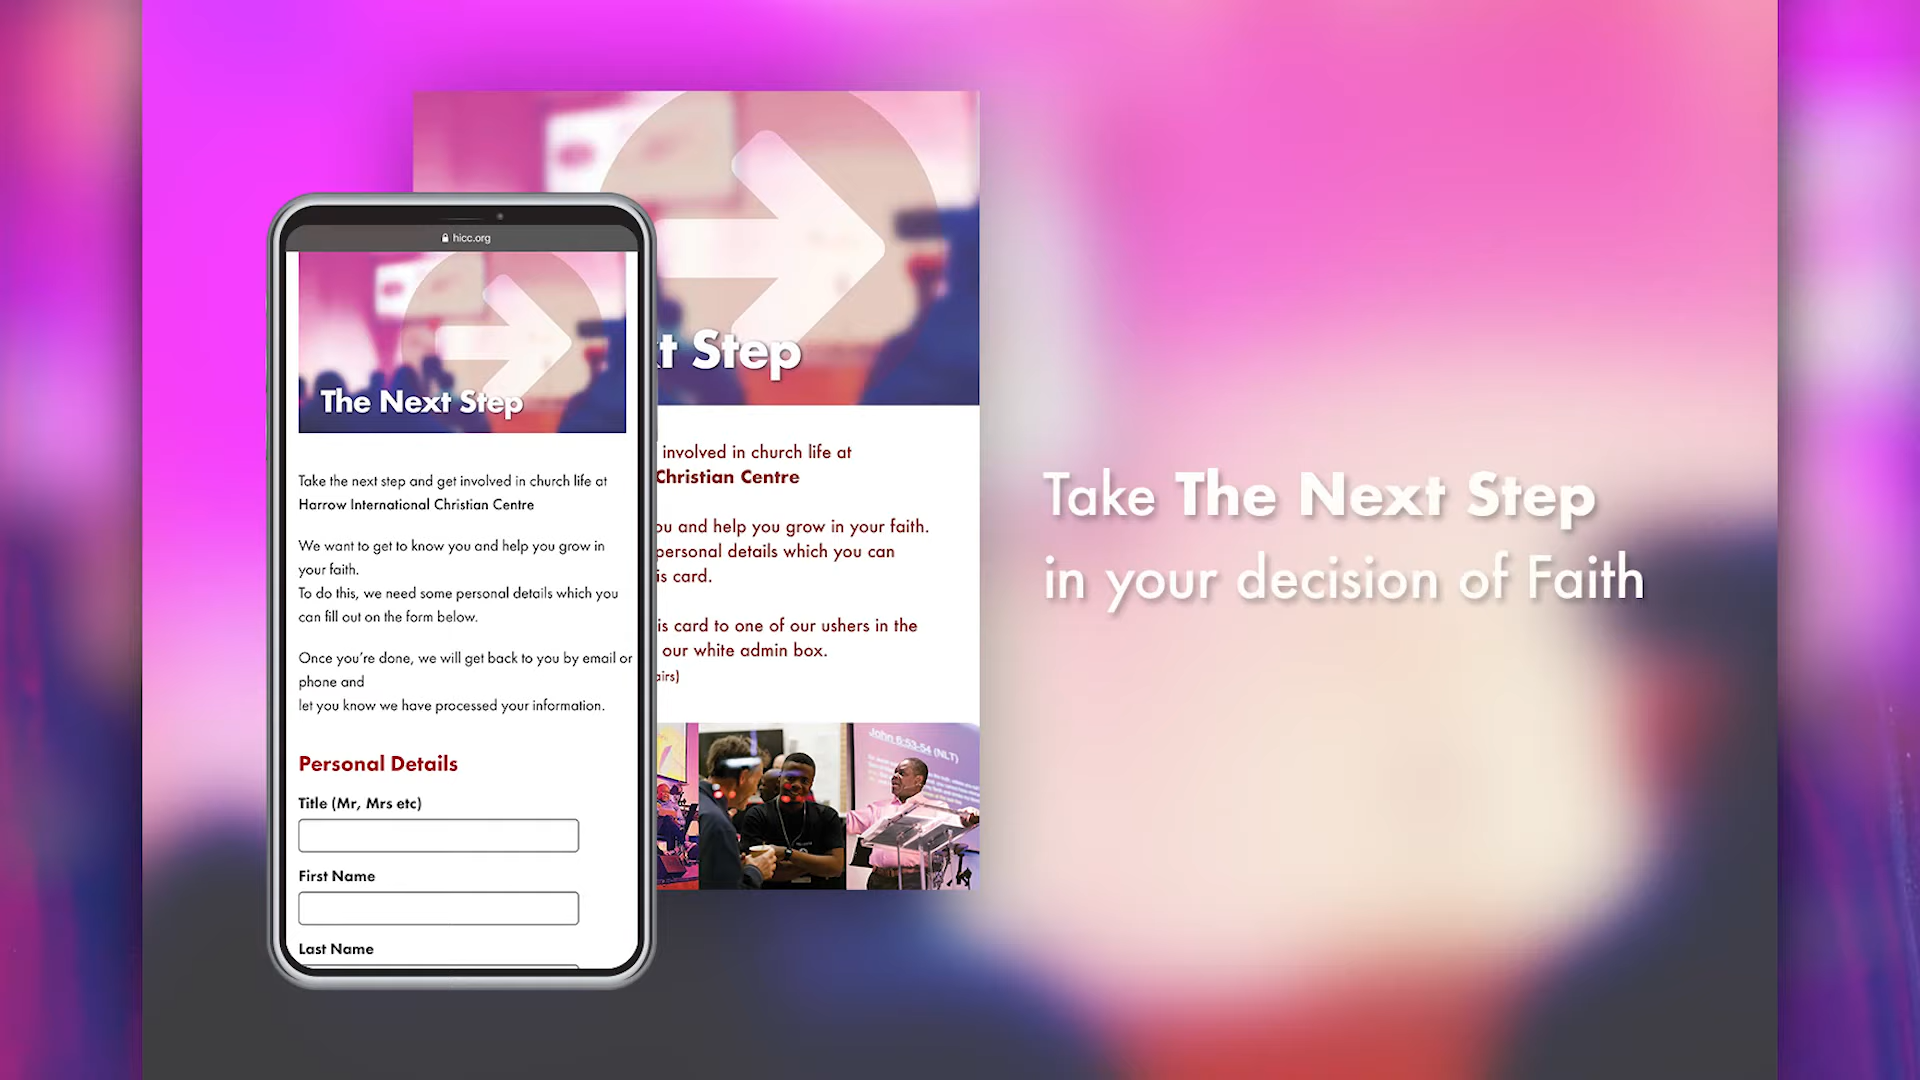 hicc.org
The Next Step
Take the next step and get involved in church life at
Harrow International Christian Centre
We want to get to know you and help you grow in
your faith.
To do this, we need some personal details which you
can fill out on the form below.
Once you're done, we will get back to you by email or
phone and
let you know we have processed your information.
Personal Details
Title (Mr, Mrs etc)
First Name
Last Name
Step
involved in church life at
Christian Centre
and help you grow in your faith.
personal details which you can
card.
card to one of our ushers in the
our white admin box.
John 6:53-54 (NLT)
Take The Next Step
in your decision of Faith